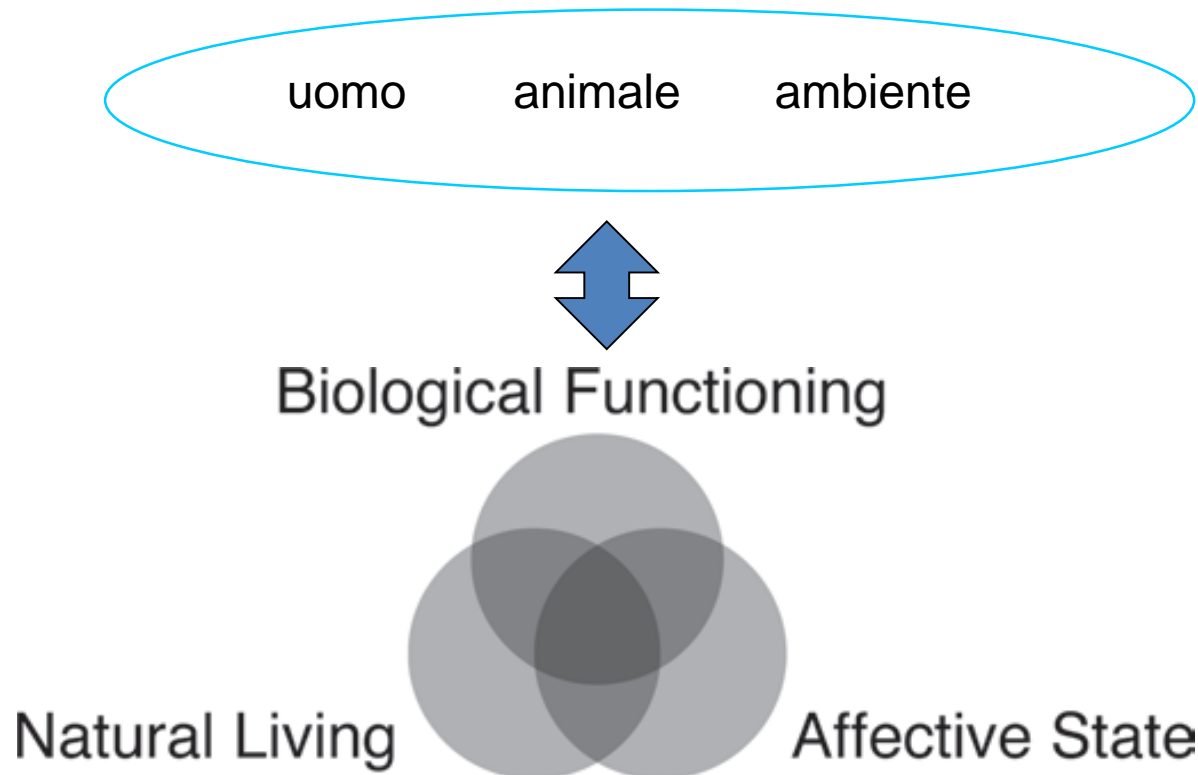 uomo animale ambiente
Biological Functioning
Natural Living Affective State